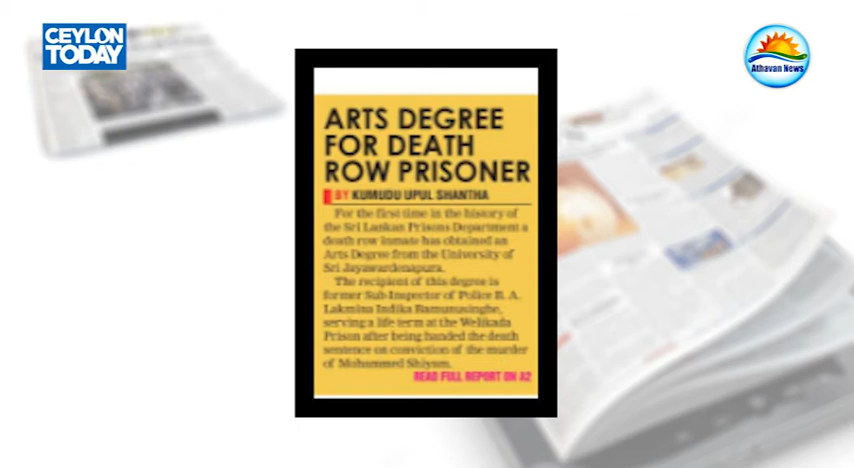 CEYLON
TODAY
Athavan News
ARTS DEGREE
FOR DEATH
ROW PRISONER
BY KUMUDU UPUL SHANTHA
For the first time in the history of
the Sri Lankan Prisons Department a
death row inmate has obtained an
Arts Degree from the University of
Sri Jayawardenapura.
The recipient of this degree is
former Sub-Inspector of Police B. A.
Lakmina Indika Bamunusinghe,
serving a life term at the Welikada
Prison after being handed the death
sentence on conviction of the murder
of Mohammed Shiyam.
READ FULL REPORT ON A2